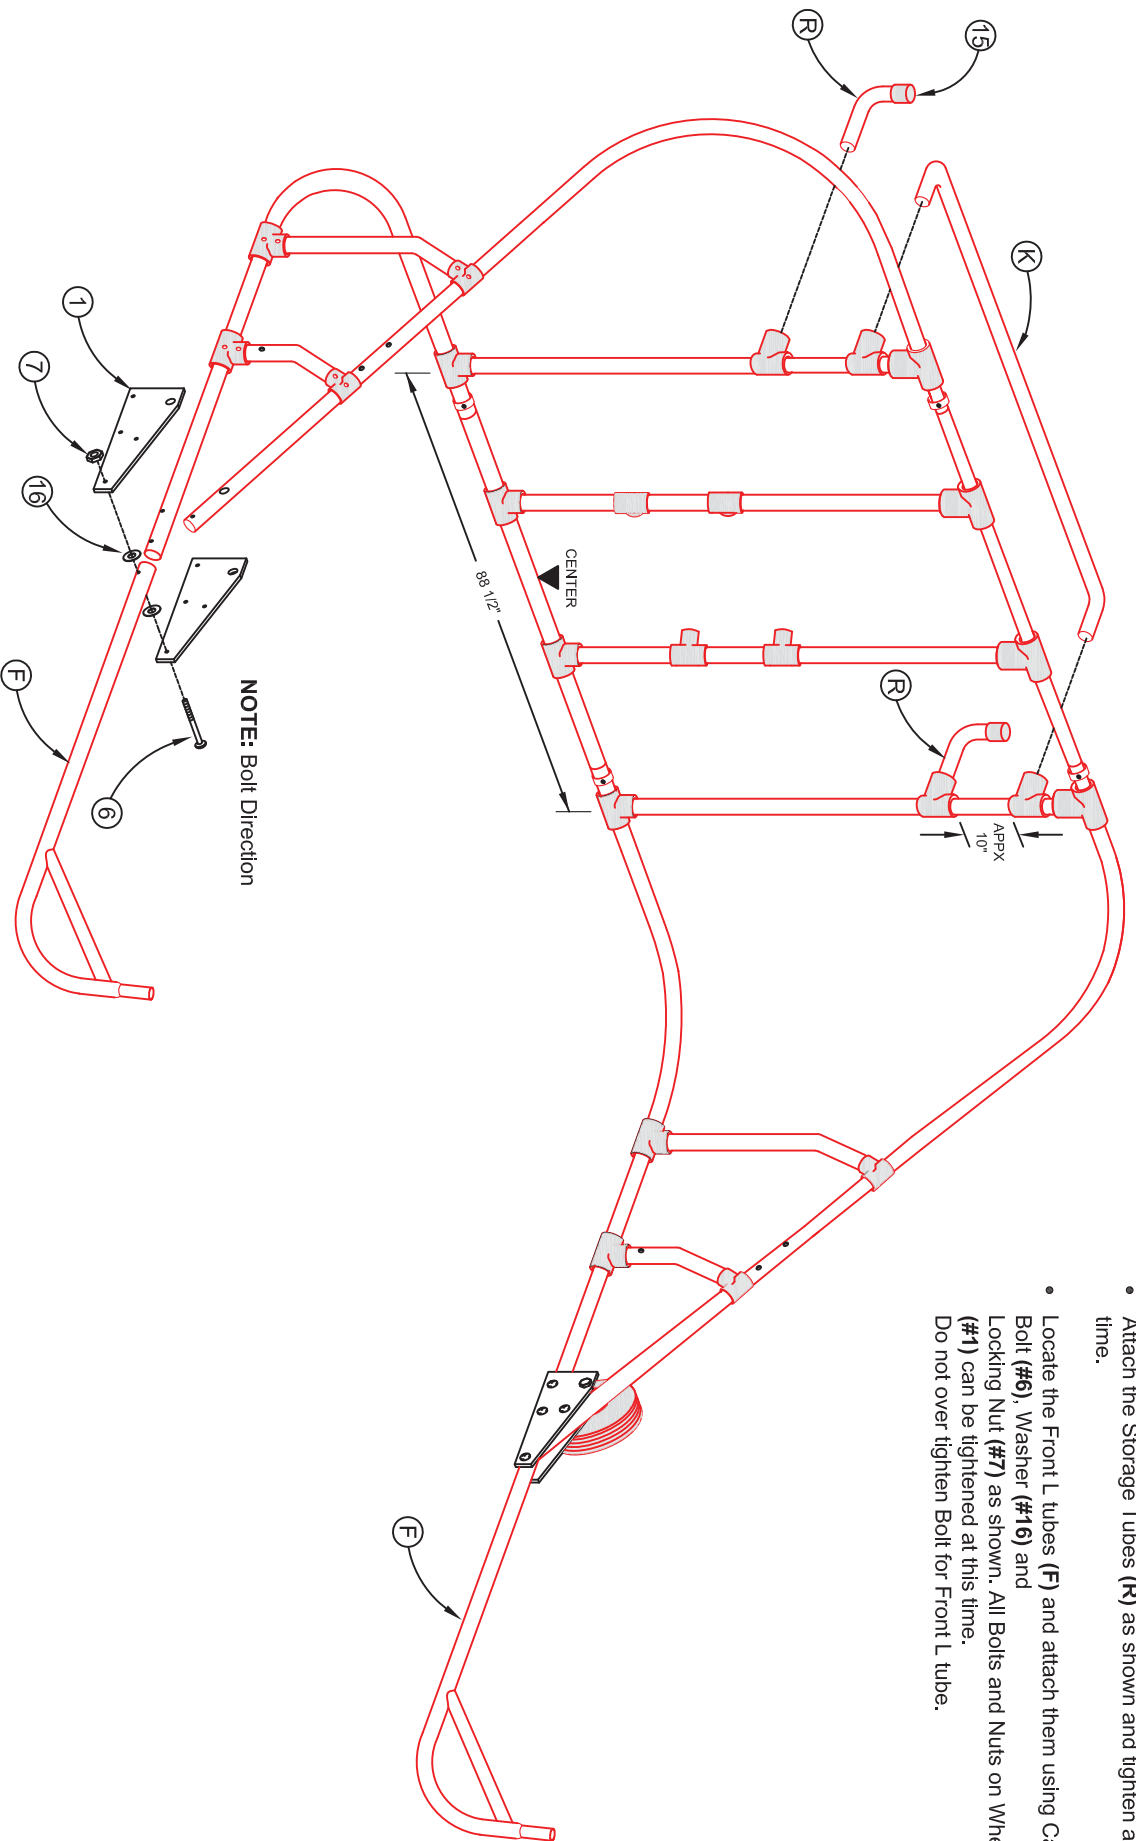 • Attach the Storage Tubes (R) as shown and tighten
time.
• Locate the Front L tubes (F) and attach them using
Bolt (#6), Washer (#16) and
Locking Nut (#7) as shown. All Bolts and Nuts on
(#1) can be tightened at this time.
Do not over tighten Bolt for Front L tube.
15
R
K
1
7
16
CENTER
88 1/2"
R
APPX
10"
F
6
NOTE: Bolt Direction
F